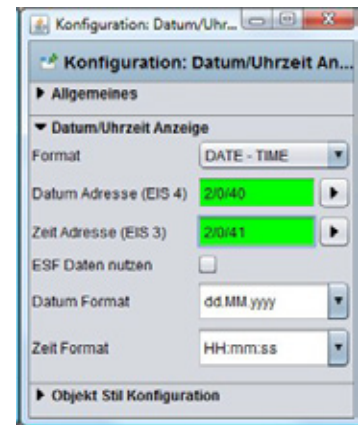 Konfiguration: Datum/Uhr...
Konfiguration: Datum/Uhrzeit An...
Allgemeines
Datum/Uhrzeit Anzeige
Format DATE - TIME
Datum Adresse (EIS 4) 2/0/40
Zeit Adresse (EIS 3) 2/0/41
ESF Daten nutzen
Datum Format dd.MM.yyyy
Zeit Format HH:mm:ss
Objekt Stil Konfiguration